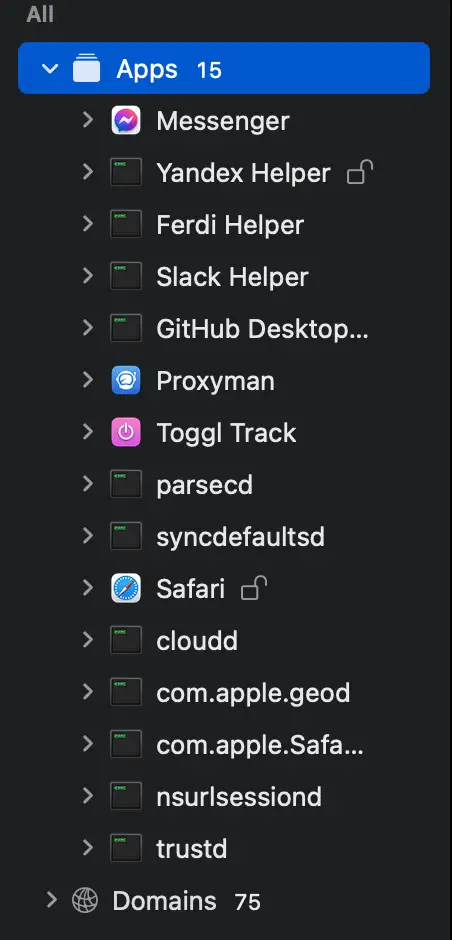 All
Apps 15
Messenger
Yandex Helper
Ferdi Helper
Slack Helper
GitHub Desktop...
Proxyman
Toggl Track
parsecd
syncdefaultsd
Safari
cloudd
com.apple.geod
com.apple.Safa...
nsurlsessiond
trustd
Domains 75